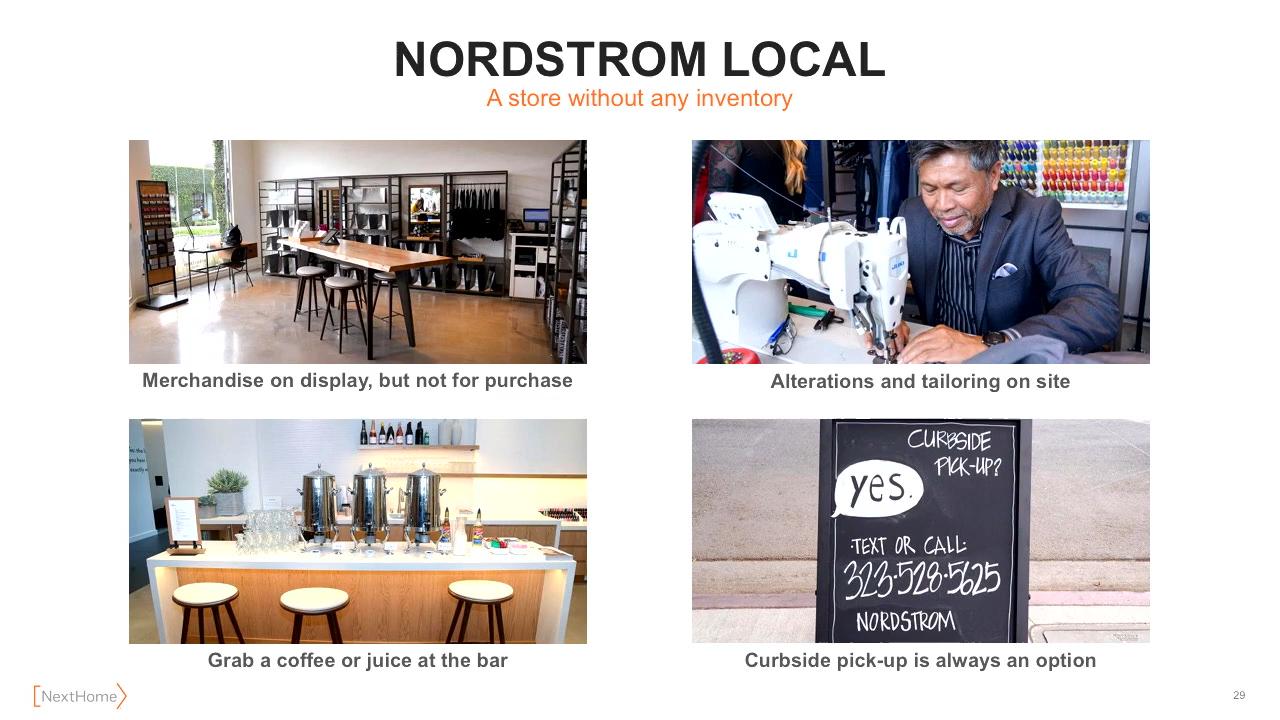 NORDSTROM LOCAL
A store without any inventory
Merchandise on display, but not for purchase
JUKI
Alterations and tailoring on site
CURBSIDE
PICK-UP?
yes.
·TEXT OR CALL:
323·528·5625
NORDSTROM
Grab a coffee or juice at the bar
Curbside pick-up is always an option
NextHome
29